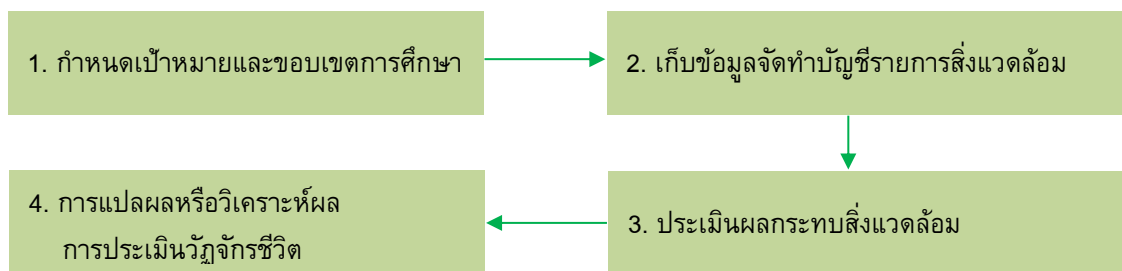 1. กำหนดเป้าหมายและขอบเขตการศึกษา
2. เก็บข้อมูลจัดทำบัญชีรายการสิ่งแวดล้อม
3. ประเมินผลกระทบสิ่งแวดล้อม
4. การแปลผลหรือวิเคราะห์ผล
การประเมินวัฏจักรชีวิต